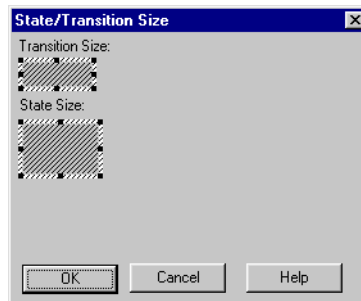 State/Transition Size
Transition Size:
State Size:
OK
Cancel
Help